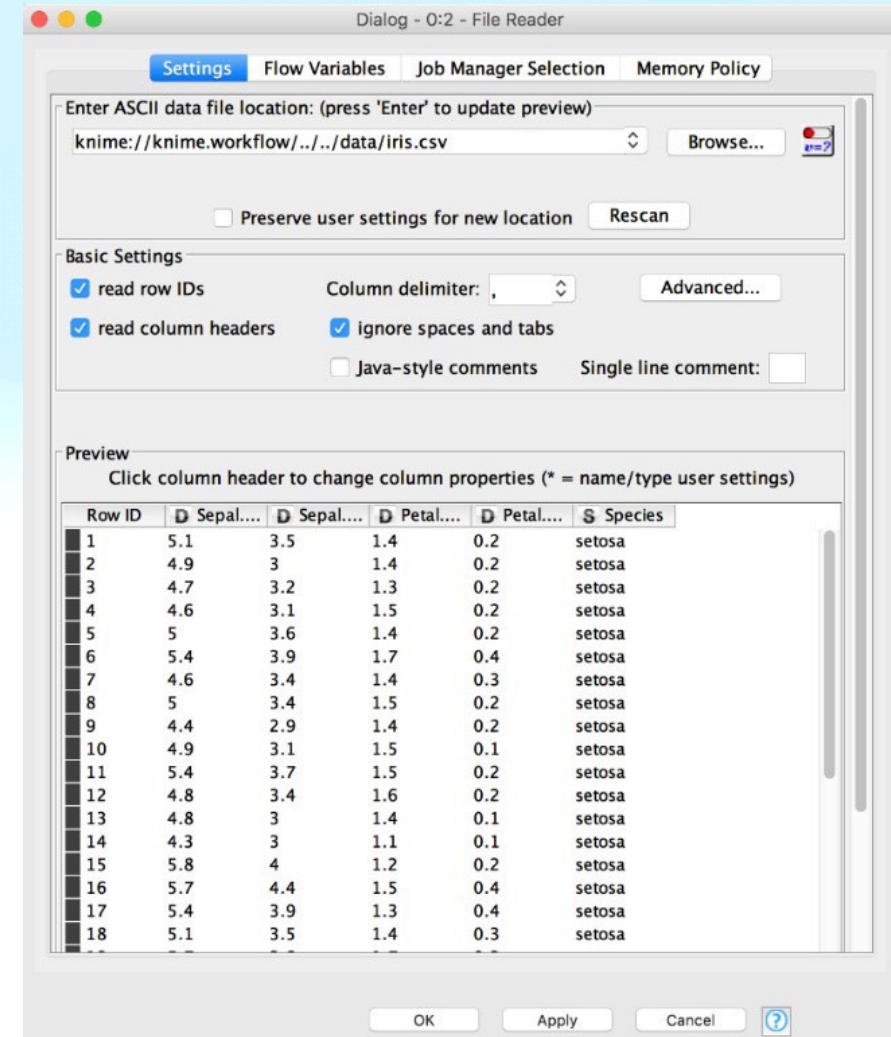 Dialog - 0:2 - File Reader
Settings Flow Variables Job Manager Selection Memory Policy
Enter ASCII data file location: (press 'Enter' to update preview)
knime://knime.workflow/../../data/iris.csv Browse... v=?
Preserve user settings for new location Rescan
Basic Settings
read row IDs Column delimiter: , Advanced...
read column headers ignore spaces and tabs
Java-style comments Single line comment:
Preview
Click column header to change column properties (* = name/type user settings)
Row ID D Sepal.... D Sepal.... D Petal.... D Petal.... S Species
1 5.1 3.5 1.4 0.2 setosa
2 4.9 3 1.4 0.2 setosa
3 4.7 3.2 1.3 0.2 setosa
4 4.6 3.1 1.5 0.2 setosa
5 5 3.6 1.4 0.2 setosa
6 5.4 3.9 1.7 0.4 setosa
7 4.6 3.4 1.4 0.3 setosa
8 5 3.4 1.5 0.2 setosa
9 4.4 2.9 1.4 0.2 setosa
10 4.9 3.1 1.5 0.1 setosa
11 5.4 3.7 1.5 0.2 setosa
12 4.8 3.4 1.6 0.2 setosa
13 4.8 3 1.4 0.1 setosa
14 4.3 3 1.1 0.1 setosa
15 5.8 4 1.2 0.2 setosa
16 5.7 4.4 1.5 0.4 setosa
17 5.4 3.9 1.3 0.4 setosa
18 5.1 3.5 1.4 0.3 setosa
OK Apply Cancel ?